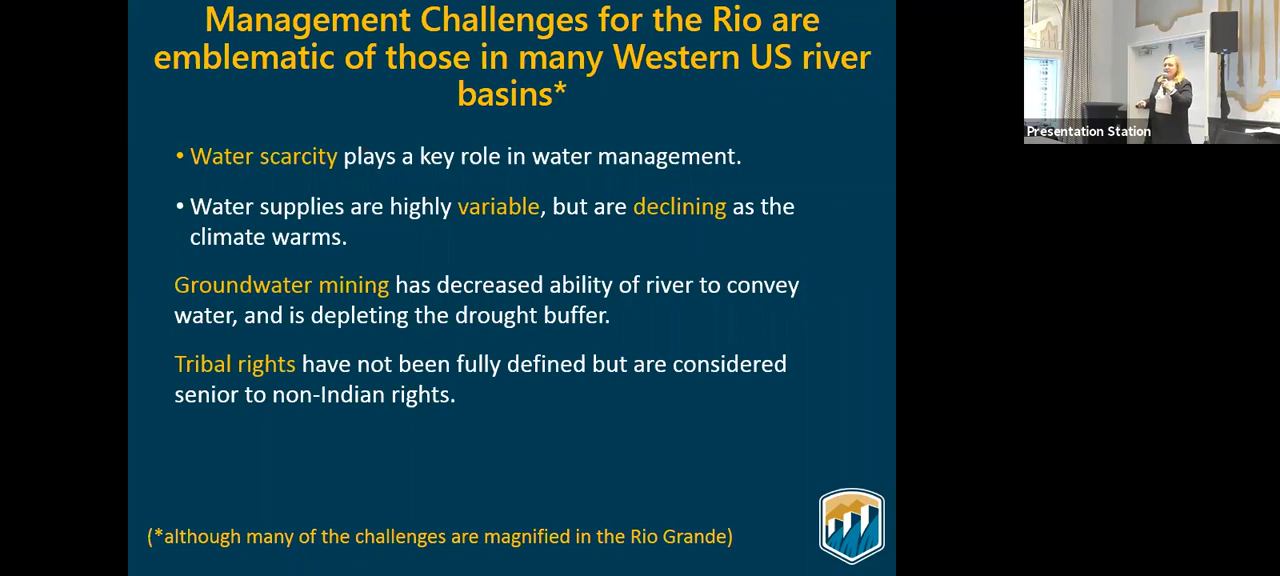 Management Challenges for the Rio are
emblematic of those in many Western US river
basins*
• Water scarcity plays a key role in water management.
• Water supplies are highly variable, but are declining as the
climate warms.
Groundwater mining has decreased ability of river to convey
water, and is depleting the drought buffer.
Tribal rights have not been fully defined but are considered
senior to non-Indian rights.
(*although many of the challenges are magnified in the Rio Grande)
Presentation Station